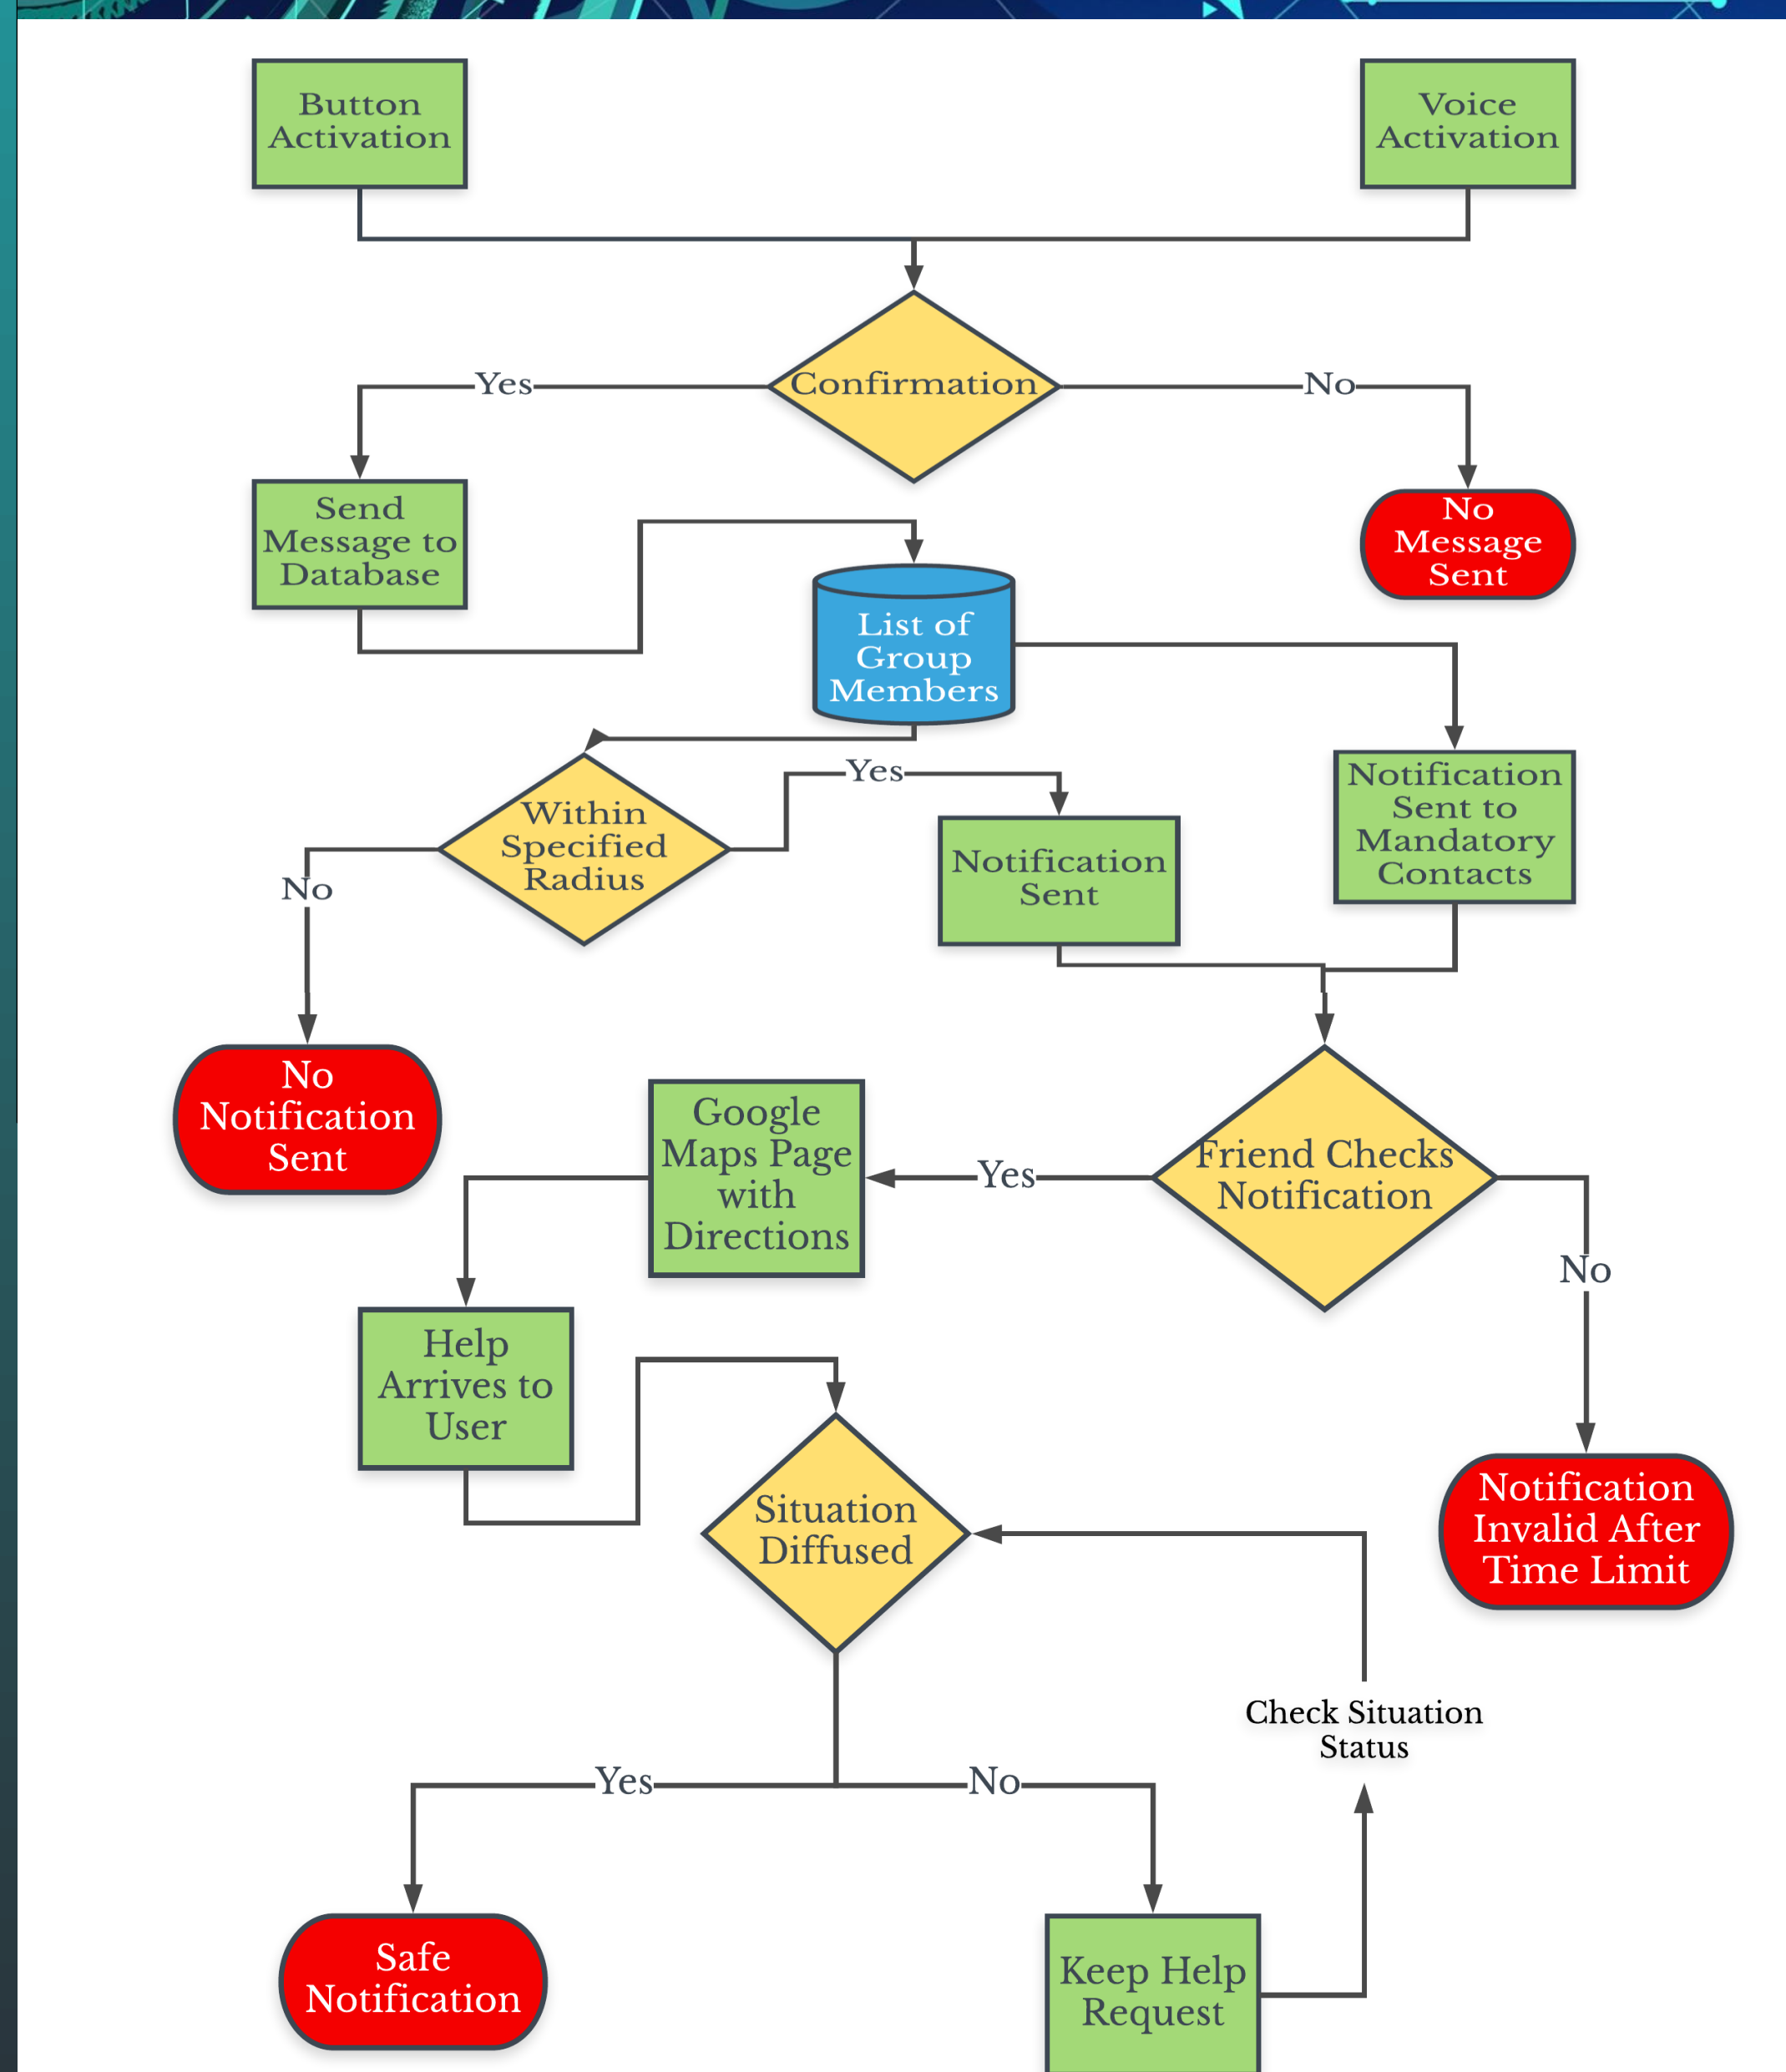 Button
Activation
Voice
Activation
Confirmation
Yes
No
Send
Message to
Database
No
Message
Sent
List of
Group
Members
Within
Specified
Radius
Yes
No
Notification
Sent
Notification
Sent to
Mandatory
Contacts
No
Notification
Sent
Google
Maps Page
with
Directions
Yes
Friend Checks
Notification
No
Help
Arrives to
User
Situation
Diffused
Notification
Invalid After
Time Limit
Check Situation
Status
Yes
No
Safe
Notification
Keep Help
Request